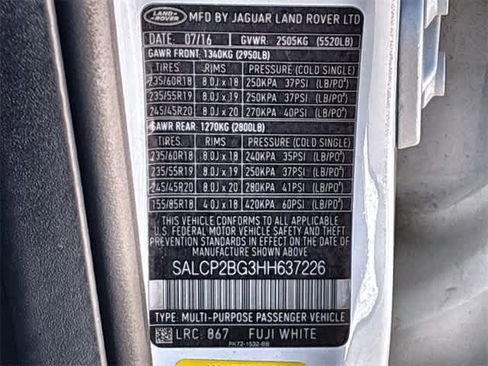 LAND-ROVER MFD BY JAGUAR LAND ROVER LTD
DATE: 07/16 GVWR: 2505KG (5520LB)
GAWR FRONT: 1340KG (2950LB)
TIRES RIMS PRESSURE (COLD SINGLE)
235/60R18 8.0J x 18 250KPA 37PSI (LB/PO²)
235/55R19 8.0J x 19 250KPA 37PSI (LB/PO²)
245/45R20 8.0J x 20 270KPA 40PSI (LB/PO²)
GAWR REAR: 1270KG (2800LB)
TIRES RIMS PRESSURE (COLD SINGLE)
235/60R18 8.0J x 18 240KPA 35PSI (LB/PO²)
235/55R19 8.0J x 19 250KPA 37PSI (LB/PO²)
245/45R20 8.0J x 20 280KPA 41PSI (LB/PO²)
155/85R18 4.0J x 18 420KPA 60PSI (LB/PO²)
THIS VEHICLE CONFORMS TO ALL APPLICABLE
U.S. FEDERAL MOTOR VEHICLE SAFETY AND THEFT
PREVENTION STANDARDS IN EFFECT ON THE DATE
OF MANUFACTURE SHOWN ABOVE.
SALCP2BG3HH637226
TYPE: MULTI-PURPOSE PASSENGER VEHICLE
LRC: 867 FUJI WHITE
FK72-1532-BB